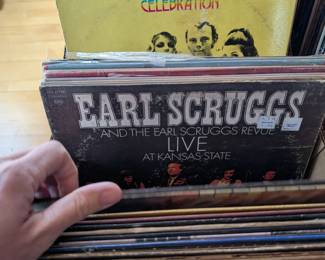 CELEBRATION
EARL SCRUGGS
AND THE EARL SCRUGGS REVUE
LIVE
AT KANSAS STATE